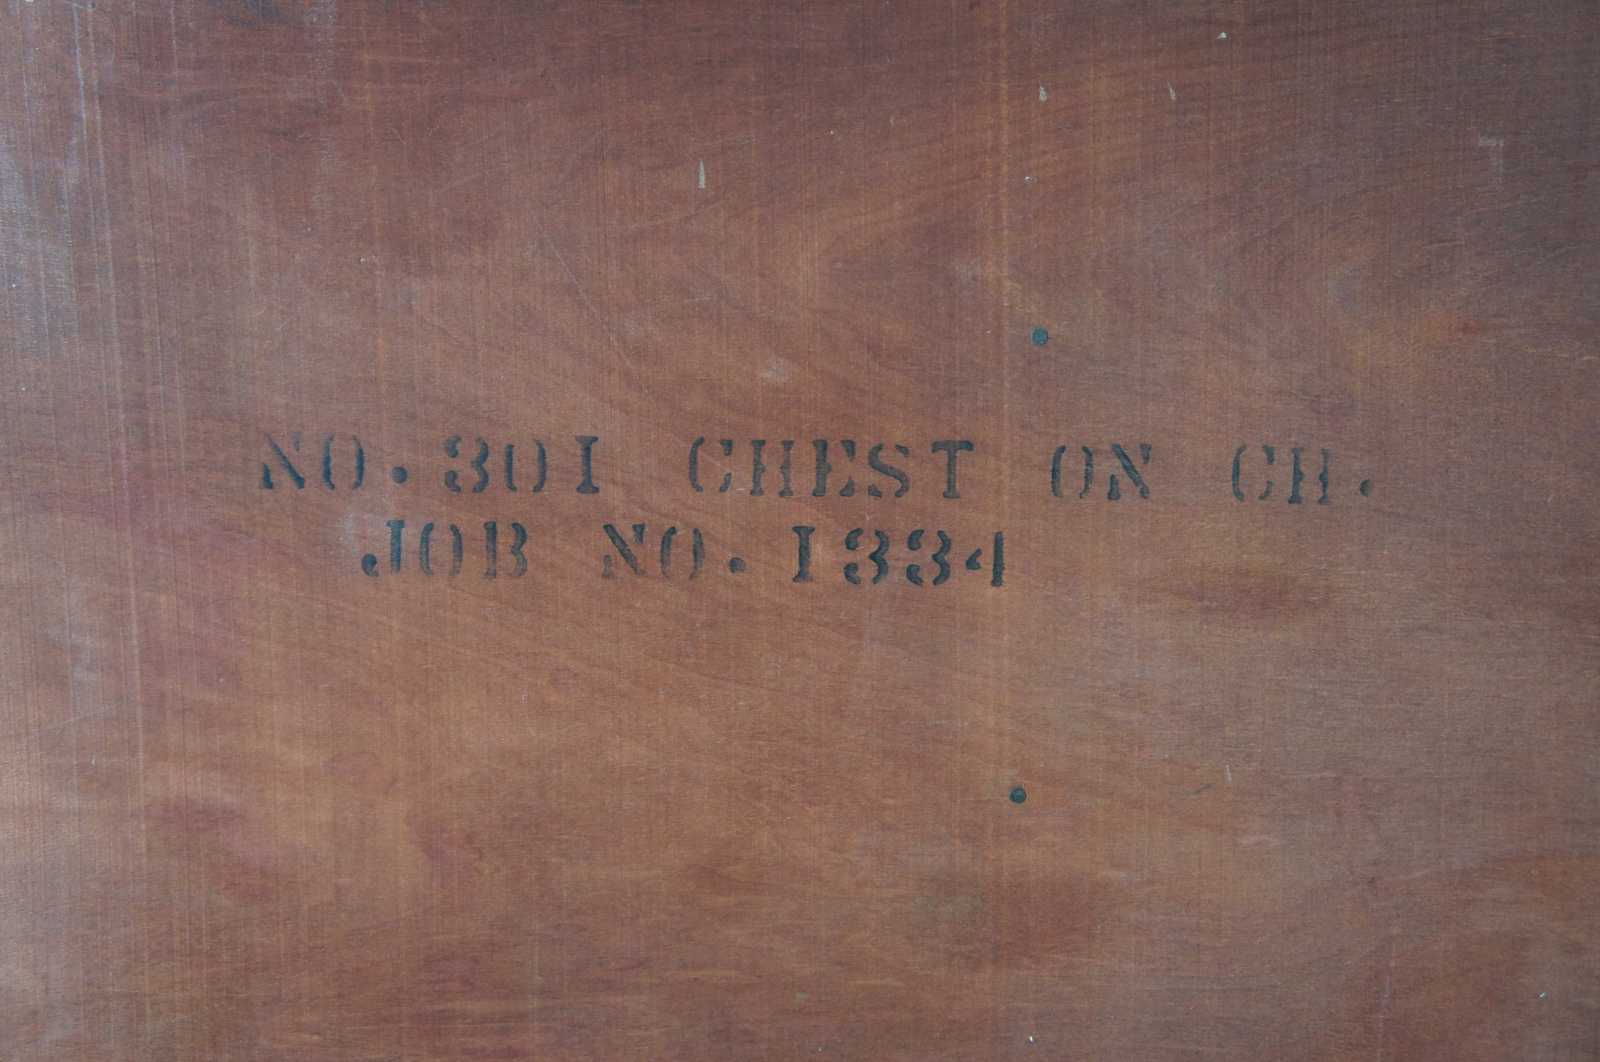 NO. 301 CHEST ON CH.
JOB NO. 1334